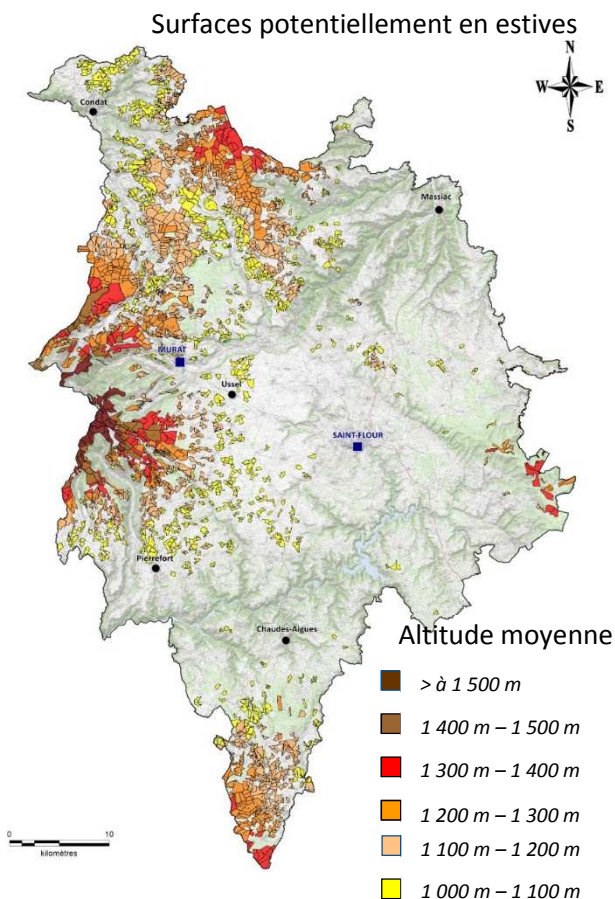 Surfaces potentiellement en estives
N
W E
S
Condat
Massiac
MURAT
Ussel
SAINT-FLOUR
Pierrefort
Chaudes-Aigues
Altitude moyenne
> à 1 500 m
1 400 m – 1 500 m
1 300 m – 1 400 m
1 200 m – 1 300 m
1 100 m – 1 200 m
1 000 m – 1 100 m
0 10
kilomètres